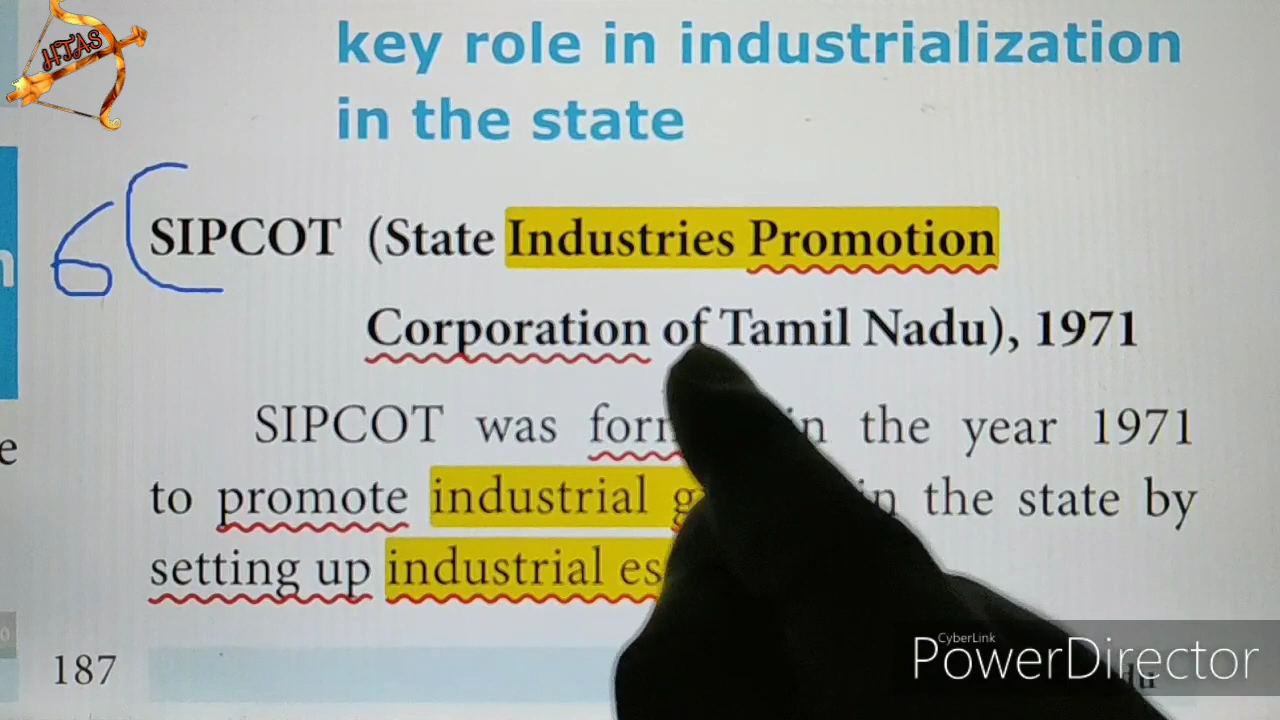 HTAS
key role in industrialization
in the state
6
SIPCOT (State Industries Promotion
Corporation of Tamil Nadu), 1971
SIPCOT was in the year 1971
to promote industrial in the state by
setting up industrial
e
187
CyberLink
PowerDirector